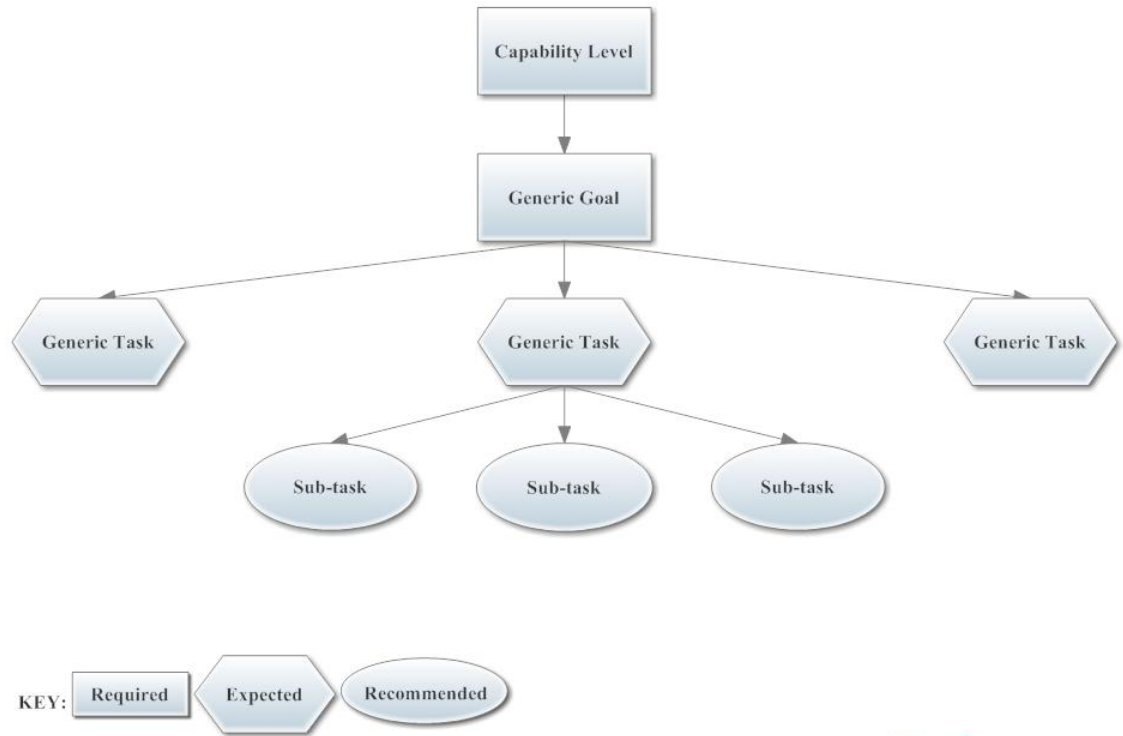 Capability Level
Generic Goal
Generic Task
Generic Task
Generic Task
Sub-task
Sub-task
Sub-task
KEY:
Required
Expected
Recommended